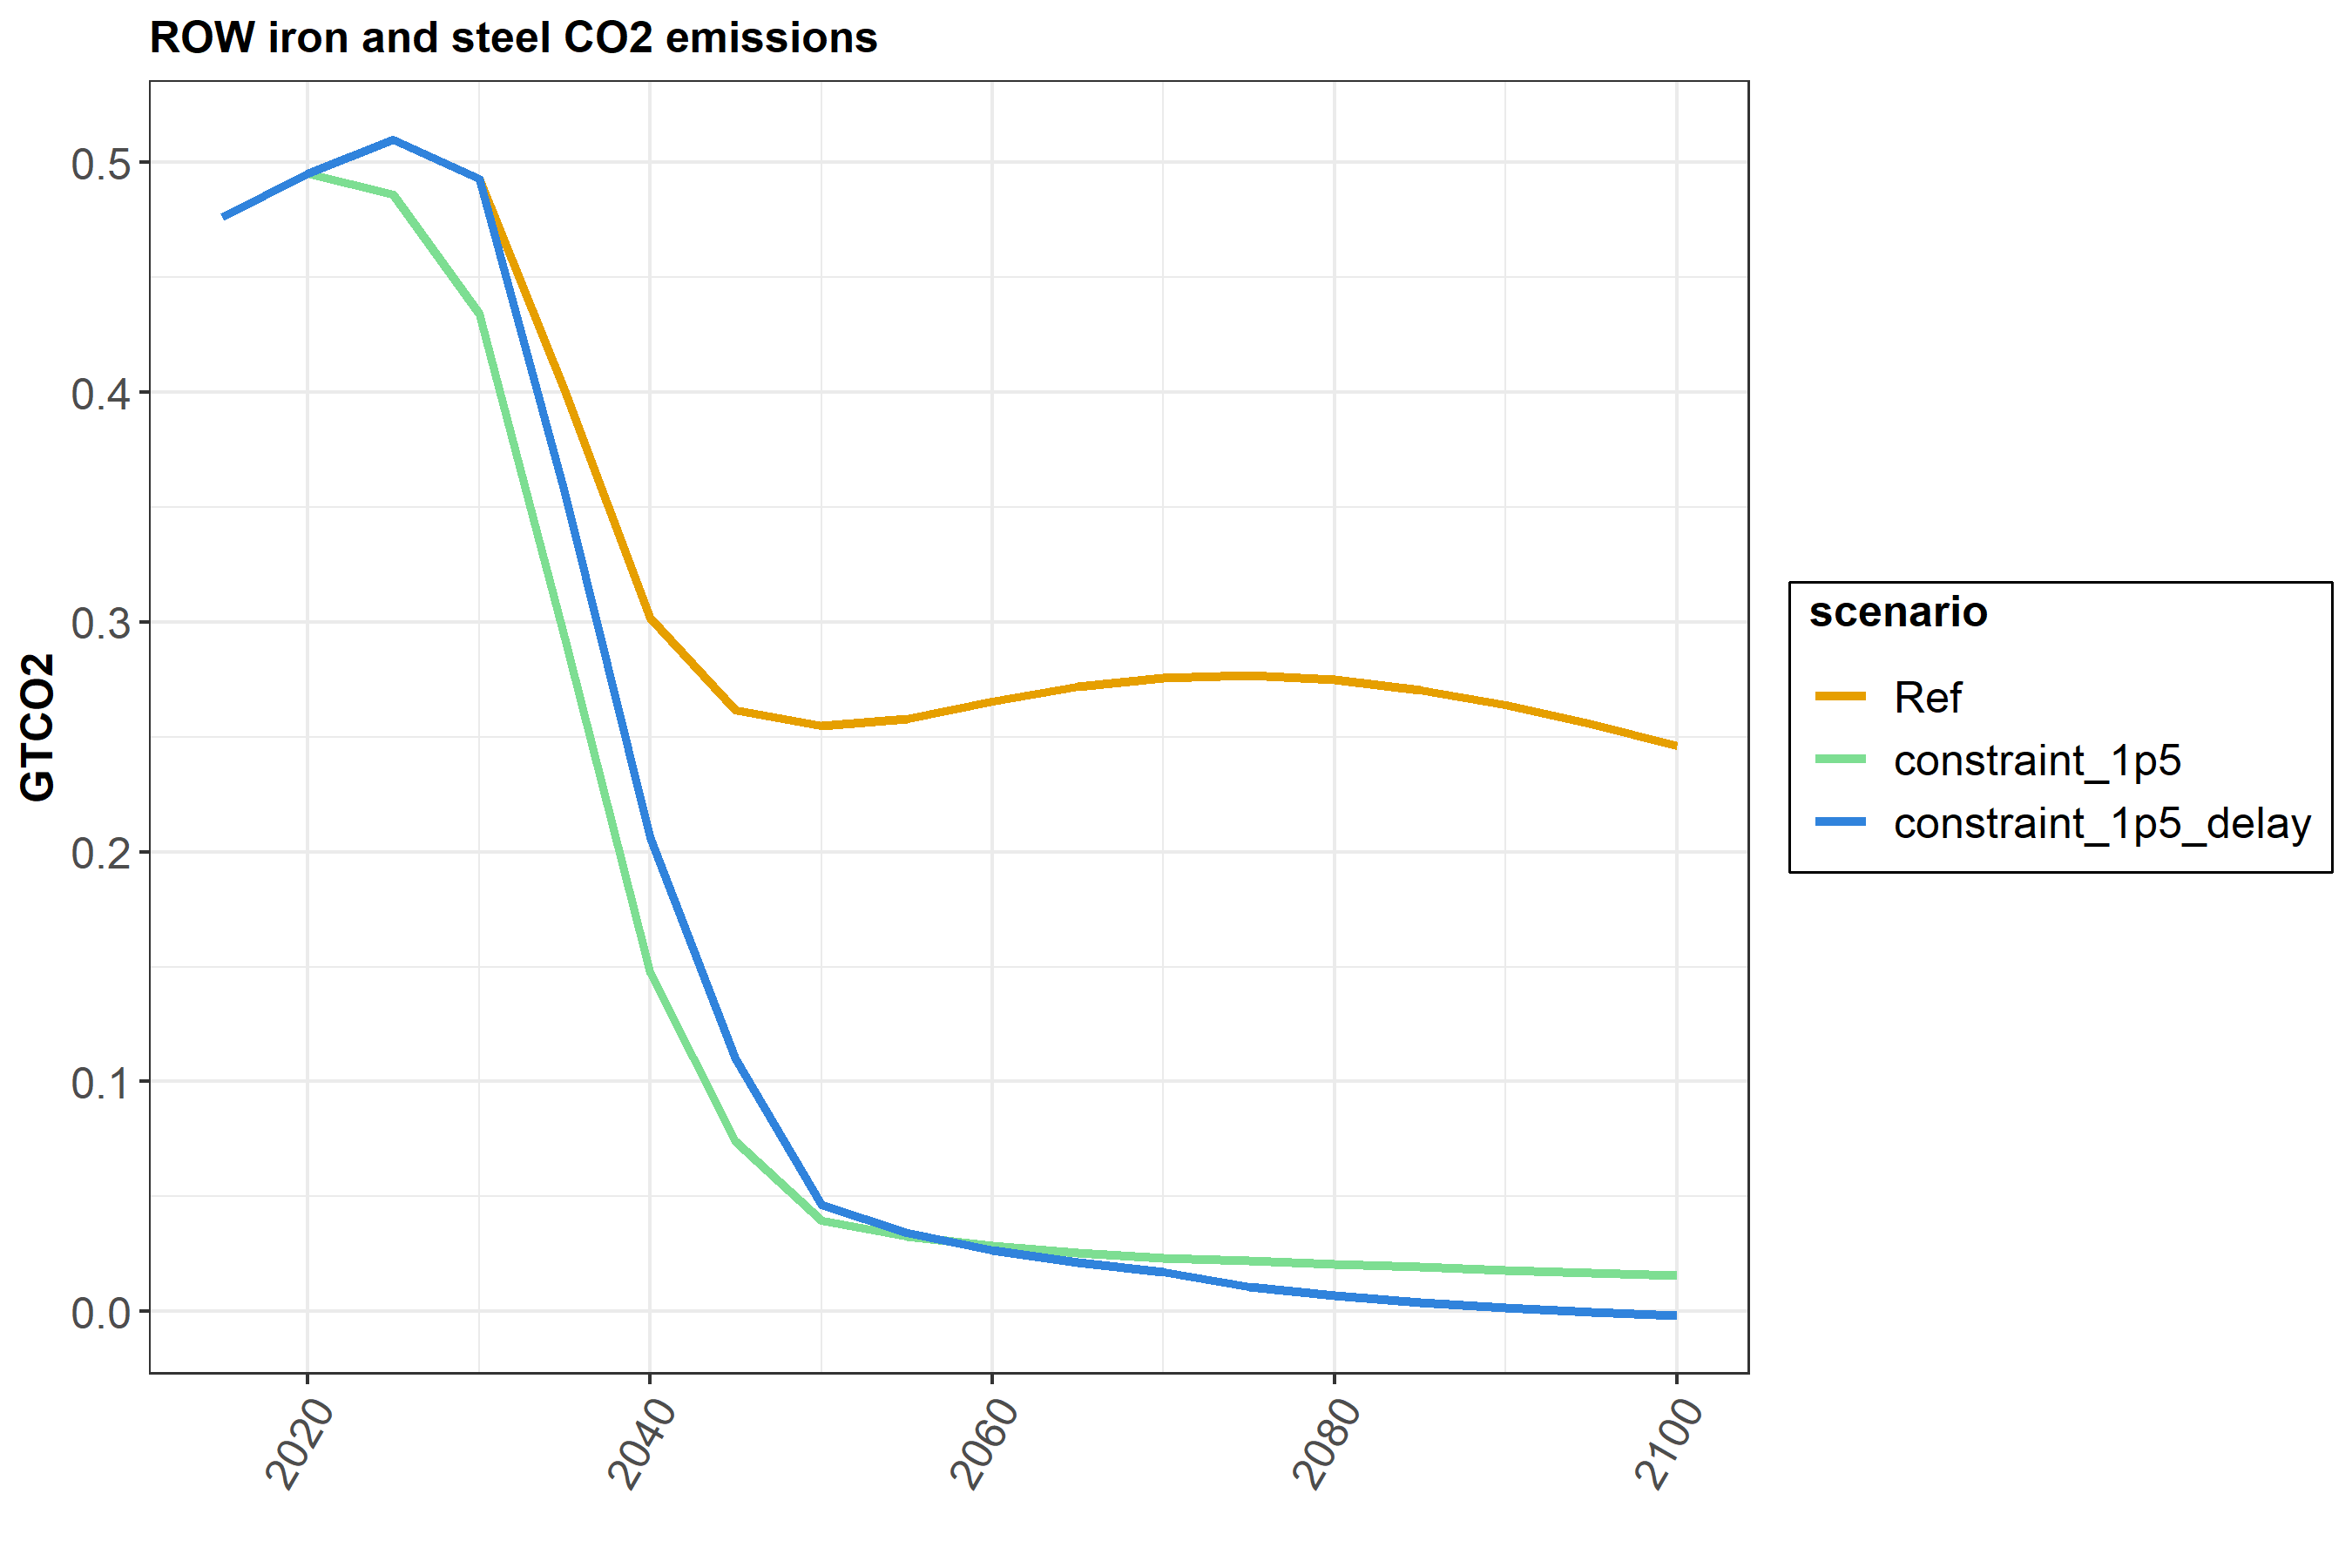 ROW iron and steel CO2 emissions
GTCO2
0.5
0.4
0.3
0.2
0.1
0.0
2020
2040
2060
2080
2100
scenario
Ref
constraint_1p5
constraint_1p5_delay